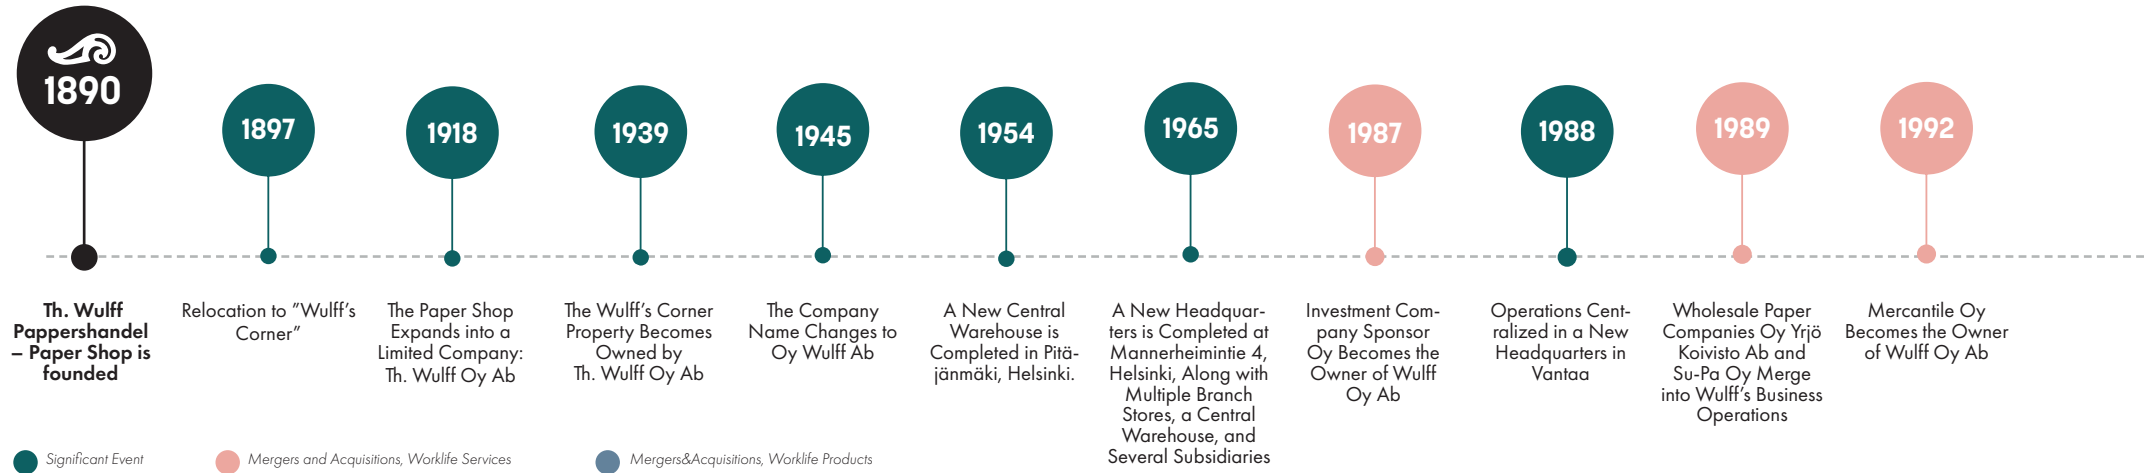 1890
Th. Wulff
Pappershandel
– Paper Shop is
founded
1897
Relocation to "Wulff's
Corner"
1918
The Paper Shop
Expands into a
Limited Company:
Th. Wulff Oy Ab
1939
The Wulff's Corner
Property Becomes
Owned by
Th. Wulff Oy Ab
1945
The Company
Name Changes to
Oy Wulff Ab
1954
A New Central
Warehouse is
Completed in Pitä-
jänmäki, Helsinki.
1965
A New Headquar-
ters is Completed at
Mannerheimintie 4,
Helsinki, Along with
Multiple Branch
Stores, a Central
Warehouse, and
Several Subsidiaries
1987
Investment Com-
pany Sponsor
Oy Becomes the
Owner of Wulff
Oy Ab
1988
Operations Cent-
ralized in a New
Headquarters in
Vantaa
1989
Wholesale Paper
Companies Oy Yrjö
Koivisto Ab and
Su-Pa Oy Merge
into Wulff's Business
Operations
1992
Mercantile Oy
Becomes the Owner
of Wulff Oy Ab
Significant Event
Mergers and Acquisitions, Worklife Services
Mergers&Acquisitions, Worklife Products